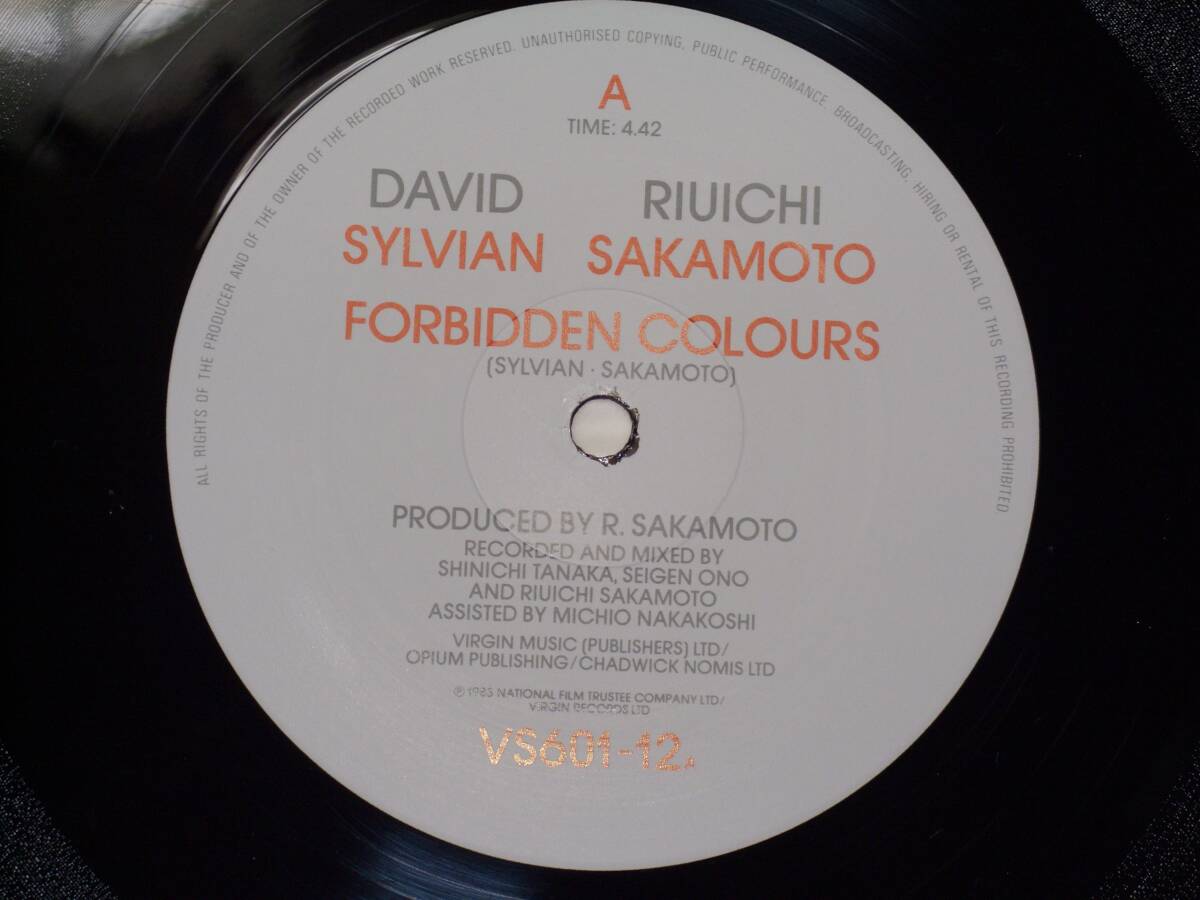 ALL RIGHTS OF THE PRODUCER AND OF THE OWNER OF THE RECORDED WORK RESERVED. UNAUTHORISED COPYING, PUBLIC PERFORMANCE, BROADCASTING, HIRING OR RENTAL OF THIS RECORDING PROHIBITED
A
TIME: 4.42
DAVID RIUICHI
SYLVIAN SAKAMOTO
FORBIDDEN COLOURS
(SYLVIAN · SAKAMOTO)
PRODUCED BY R. SAKAMOTO
RECORDED AND MIXED BY
SHINICHI TANAKA, SEIGEN ONO
AND RIUICHI SAKAMOTO
ASSISTED BY MICHIO NAKAKOSHI
VIRGIN MUSIC (PUBLISHERS) LTD/
OPIUM PUBLISHING/CHADWICK NOMIS LTD
℗ 1983 NATIONAL FILM TRUSTEE COMPANY LTD/
VIRGIN RECORDS LTD
VS601-12A